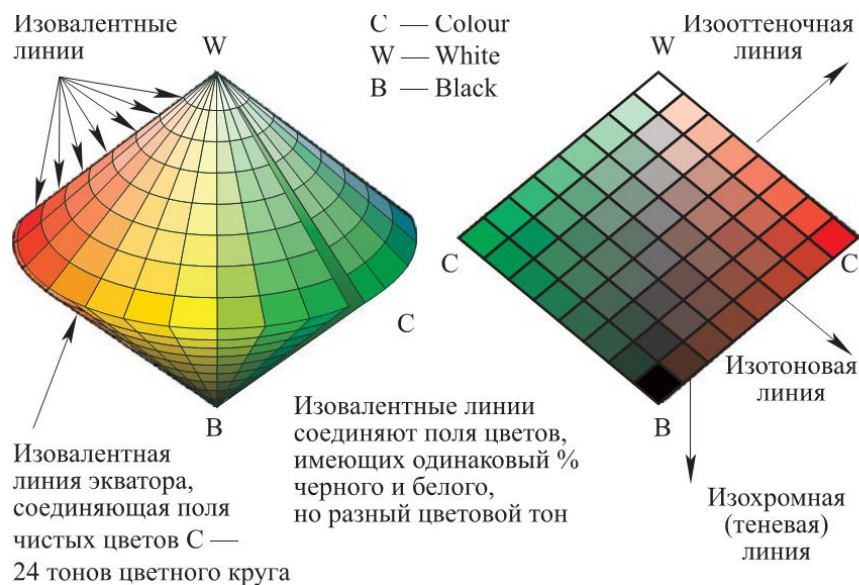 Изовалентные
линии
W
C — Colour
W — White
B — Black
W
Изооттеночная
линия
C
B
C
C
B
Изотоновая
линия
Изохромная
(теневая)
линия
Изовалентная
линия экватора,
соединяющая поля
чистых цветов C —
24 тонов цветного круга
Изовалентные линии
соединяют поля цветов,
имеющих одинаковый %
черного и белого,
но разный цветовой тон